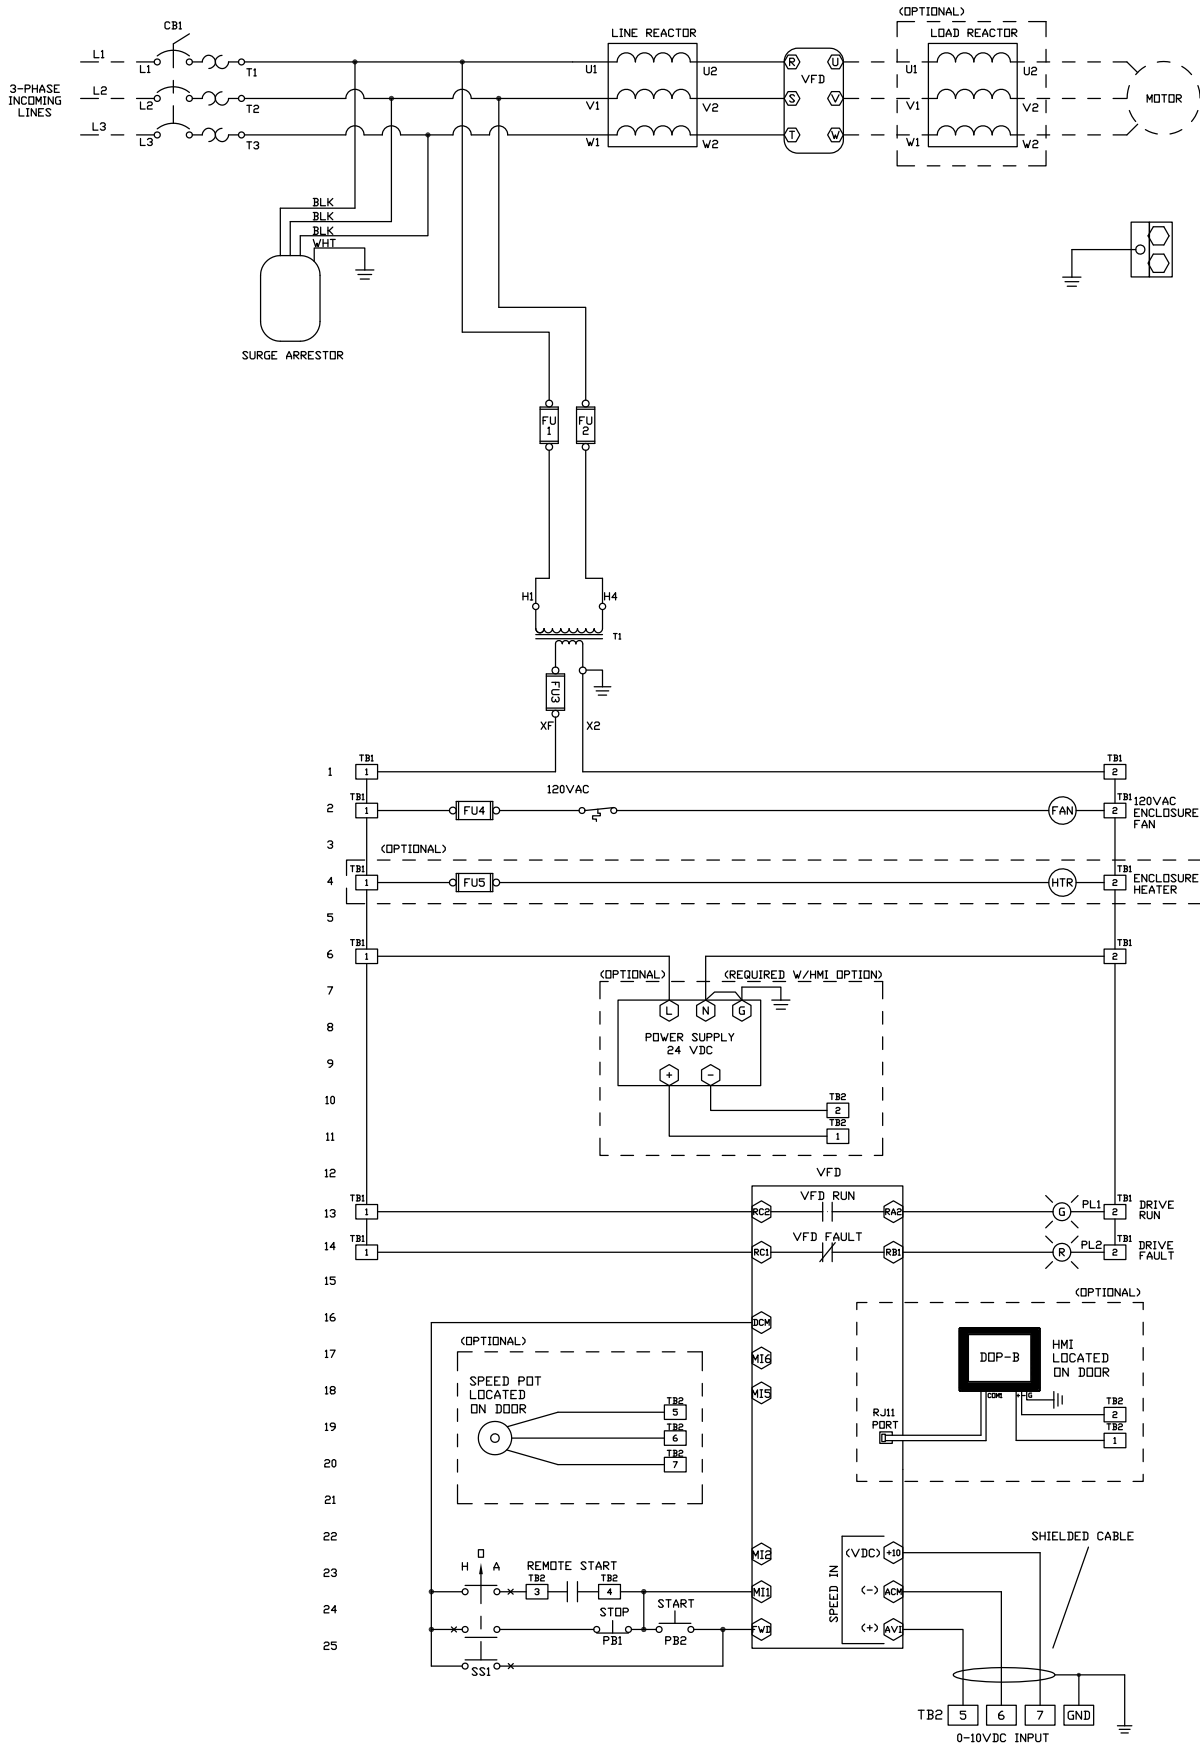 (OPTIONAL)
CB1
LINE REACTOR
LOAD REACTOR
L1
L1
T1
U1
U2
R
U
U1
U2
3-PHASE
INCOMING
LINES
VFD
L2
L2
T2
V1
V2
S
V
V1
V2
MOTOR
L3
L3
T3
W1
W2
T
W
W1
W2
BLK
BLK
BLK
WHT
SURGE ARRESTOR
FU
1
FU
2
H1
H4
T1
FU3
XF
X2
1
TB1
1
TB1
2
120VAC
2
TB1
1
FU4
FAN
TB1
2
120VAC
ENCLOSURE
FAN
3
(OPTIONAL)
4
TB1
1
FU5
HTR
TB1
2
ENCLOSURE
HEATER
5
6
TB1
1
TB1
2
(OPTIONAL)
(REQUIRED W/HMI OPTION)
7
L
N
G
8
POWER SUPPLY
24 VDC
9
+
-
10
TB2
2
11
TB2
1
12
VFD
13
TB1
1
RC2
VFD RUN
RA2
G
PL1
TB1
2
DRIVE
RUN
14
TB1
1
RC1
VFD FAULT
RB1
R
PL2
TB1
2
DRIVE
FAULT
15
(OPTIONAL)
16
DCM
(OPTIONAL)
17
MI6
DOP-B
HMI
LOCATED
ON DOOR
SPEED POT
LOCATED
ON DOOR
18
MI5
COM1
+-G
19
TB2
5
RJ11
PORT
TB2
2
TB2
6
TB2
1
20
TB2
7
21
22
SHIELDED CABLE
MI2
(VDC)
+10
23
H
O
A
REMOTE START
TB2
3
TB2
4
MI1
SPEED IN
(-)
ACM
24
STOP
START
FWD
(+)
AVI
PB1
PB2
25
SS1
TB2
5
6
7
GND
0-10VDC INPUT